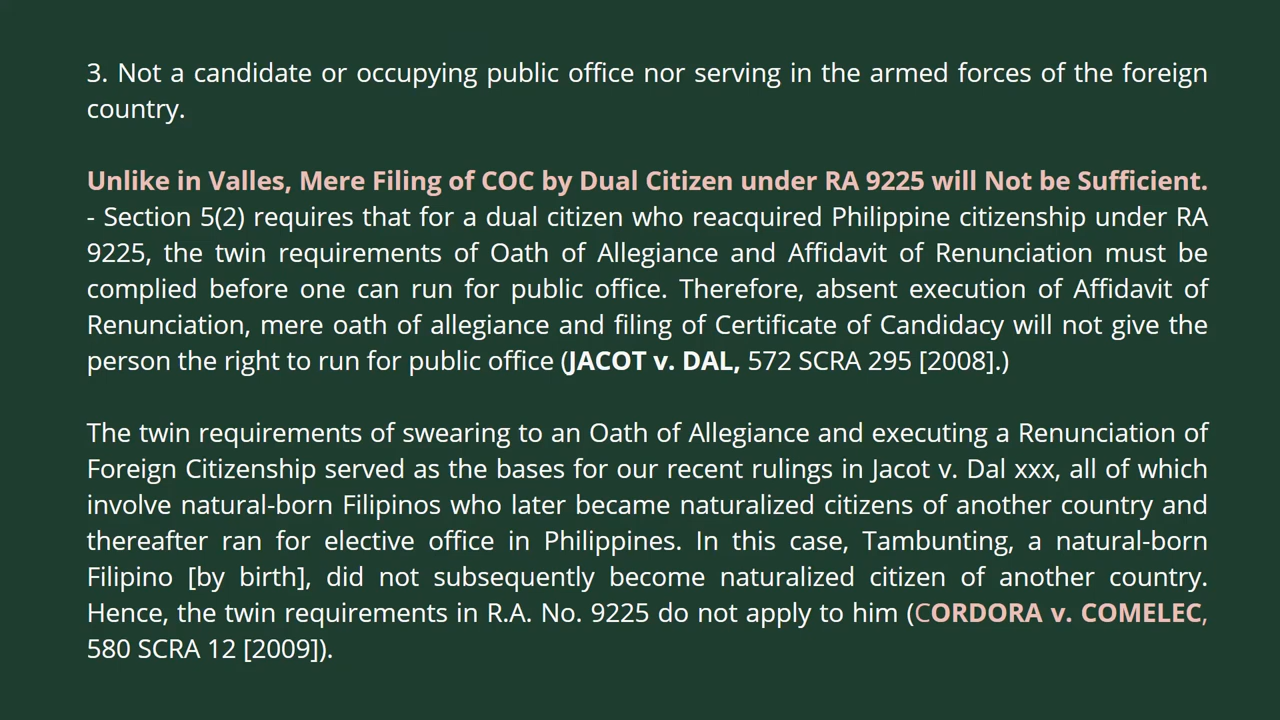 3. Not a candidate or occupying public office nor serving in the armed forces of the foreign
country.
Unlike in Valles, Mere Filing of COC by Dual Citizen under RA 9225 will Not be Sufficient.
- Section 5(2) requires that for a dual citizen who reacquired Philippine citizenship under RA
9225, the twin requirements of Oath of Allegiance and Affidavit of Renunciation must be
complied before one can run for public office. Therefore, absent execution of Affidavit of
Renunciation, mere oath of allegiance and filing of Certificate of Candidacy will not give the
person the right to run for public office (JACOT v. DAL, 572 SCRA 295 [2008].)
The twin requirements of swearing to an Oath of Allegiance and executing a Renunciation of
Foreign Citizenship served as the bases for our recent rulings in Jacot v. Dal xxx, all of which
involve natural-born Filipinos who later became naturalized citizens of another country and
thereafter ran for elective office in Philippines. In this case, Tambunting, a natural-born
Filipino [by birth], did not subsequently become naturalized citizen of another country.
Hence, the twin requirements in R.A. No. 9225 do not apply to him (CORDORA v. COMELEC,
580 SCRA 12 [2009]).